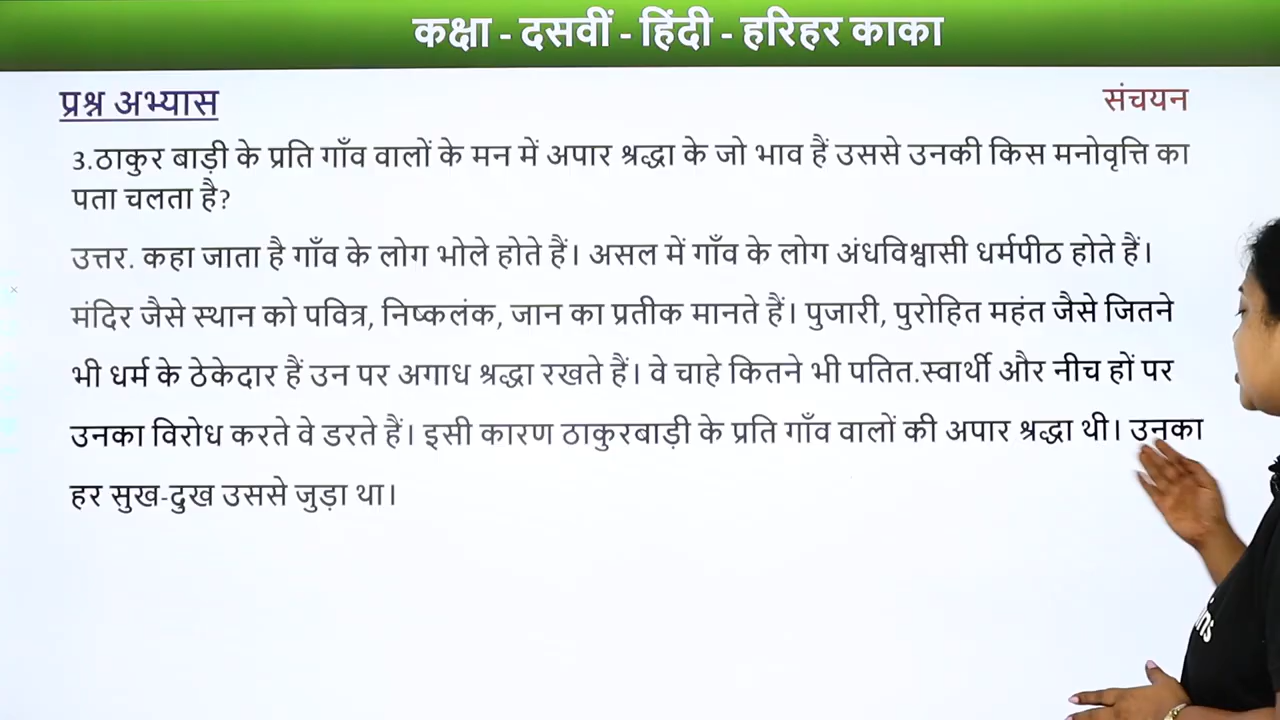 कक्षा - दसवीं - हिंदी - हरिहर काका
प्रश्न अभ्यास
संचयन
3.ठाकुर बाड़ी के प्रति गाँव वालों के मन में अपार श्रद्धा के जो भाव हैं उससे उनकी किस मनोवृत्ति का
पता चलता है?
उत्तर. कहा जाता है गाँव के लोग भोले होते हैं। असल में गाँव के लोग अंधविश्वासी धर्मपीठ होते हैं।
मंदिर जैसे स्थान को पवित्र, निष्कलंक, जान का प्रतीक मानते हैं। पुजारी, पुरोहित महंत जैसे जितने
भी धर्म के ठेकेदार हैं उन पर अगाध श्रद्धा रखते हैं। वे चाहे कितने भी पतित.स्वार्थी और नीच हों पर
उनका विरोध करते वे डरते हैं। इसी कारण ठाकुरबाड़ी के प्रति गाँव वालों की अपार श्रद्धा थी। उनका
हर सुख-दुख उससे जुड़ा था।